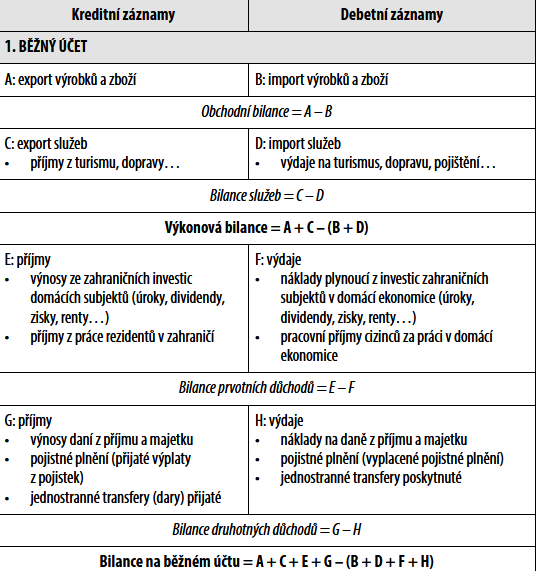 Kreditní záznamy Debetní záznamy
1. BĚŽNÝ ÚČET
A: export výrobků a zboží B: import výrobků a zboží
Obchodní bilance = A – B
C: export služeb
• příjmy z turismu, dopravy…
D: import služeb
• výdaje na turismus, dopravu, pojištění…
Bilance služeb = C – D
Výkonová bilance = A + C – (B + D)
E: příjmy
• výnosy ze zahraničních investic
domácích subjektů (úroky, dividendy,
zisky, renty…)
• příjmy z práce rezidentů v zahraničí
F: výdaje
• náklady plynoucí z investic zahraničních
subjektů v domácí ekonomice (úroky,
dividendy, zisky, renty…)
• pracovní příjmy cizinců za práci v domácí
ekonomice
Bilance prvotních důchodů = E – F
G: příjmy
• výnosy daní z příjmu a majetku
• pojistné plnění (přijaté výplaty
z pojistek)
• jednostranné transfery (dary) přijaté
H: výdaje
• náklady na daně z příjmu a majetku
• pojistné plnění (vyplacené pojistné plnění)
• jednostranné transfery poskytnuté
Bilance druhotných důchodů = G – H
Bilance na běžném účtu = A + C + E + G – (B + D + F + H)